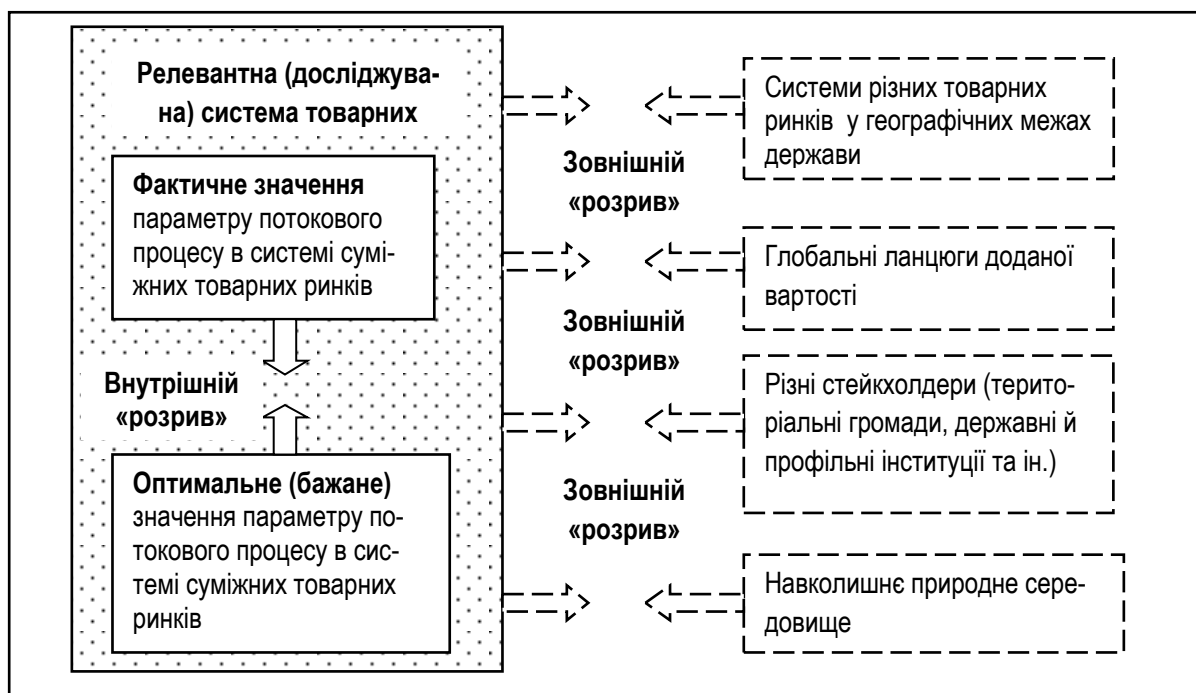 Релевантна (досліджува-
на) система товарних
Фактичне значення
параметру потокового
процесу в системі сумі-
жних товарних ринків
Внутрішній
«розрив»
Оптимальне (бажане)
значення параметру по-
токового процесу в сис-
темі суміжних товарних
ринків
Зовнішній
«розрив»
Зовнішній
«розрив»
Зовнішній
«розрив»
Системи різних товарних
ринків у географічних межах
держави
Глобальні ланцюги доданої
вартості
Різні стейкхолдери (терито-
ріальні громади, державні й
профільні інституції та ін.)
Навколишнє природне сере-
довище